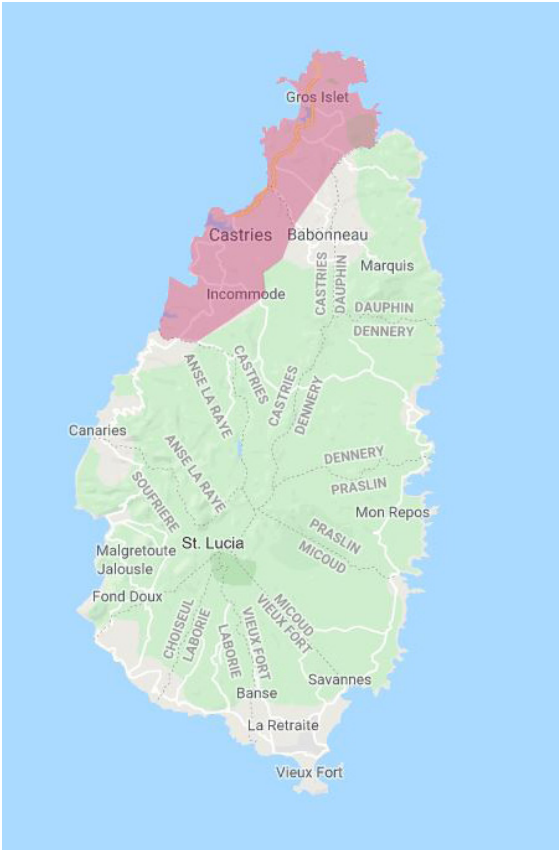 Gros Islet
Castries
Babonneau
Marquis
Incommode
CASTRIES
DAUPHIN
DAUPHIN
DENNERY
CASTRIES
CASTRIES
DENNERY
ANSE LA RAYE
Canaries
ANSE LA RAYE
DENNERY
PRASLIN
SOUFRIERE
Mon Repos
PRASLIN
MICOUD
St. Lucia
Malgretoute
Jalousle
Fond Doux
MICOUD
VIEUX FORT
CHOISEUL
LABORIE
LABORIE
VIEUX FORT
Savannes
Banse
La Retraite
Vieux Fort